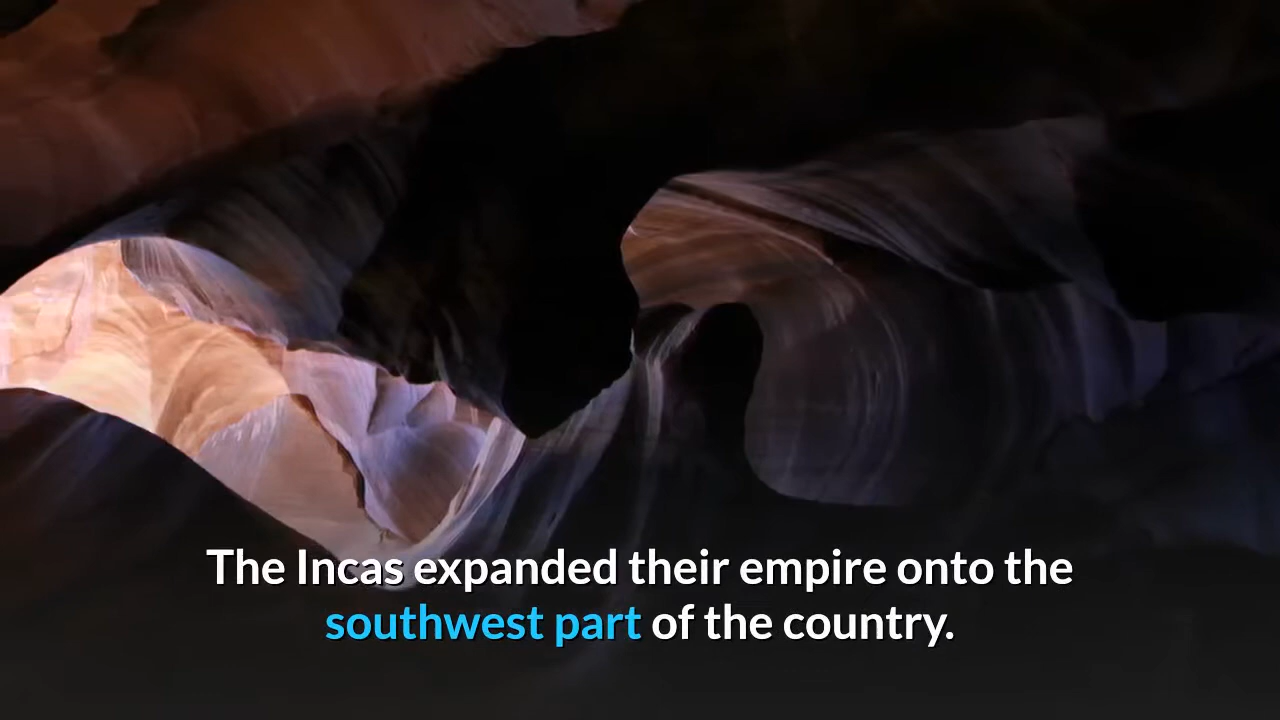 The Incas expanded their empire onto the
southwest part of the country.